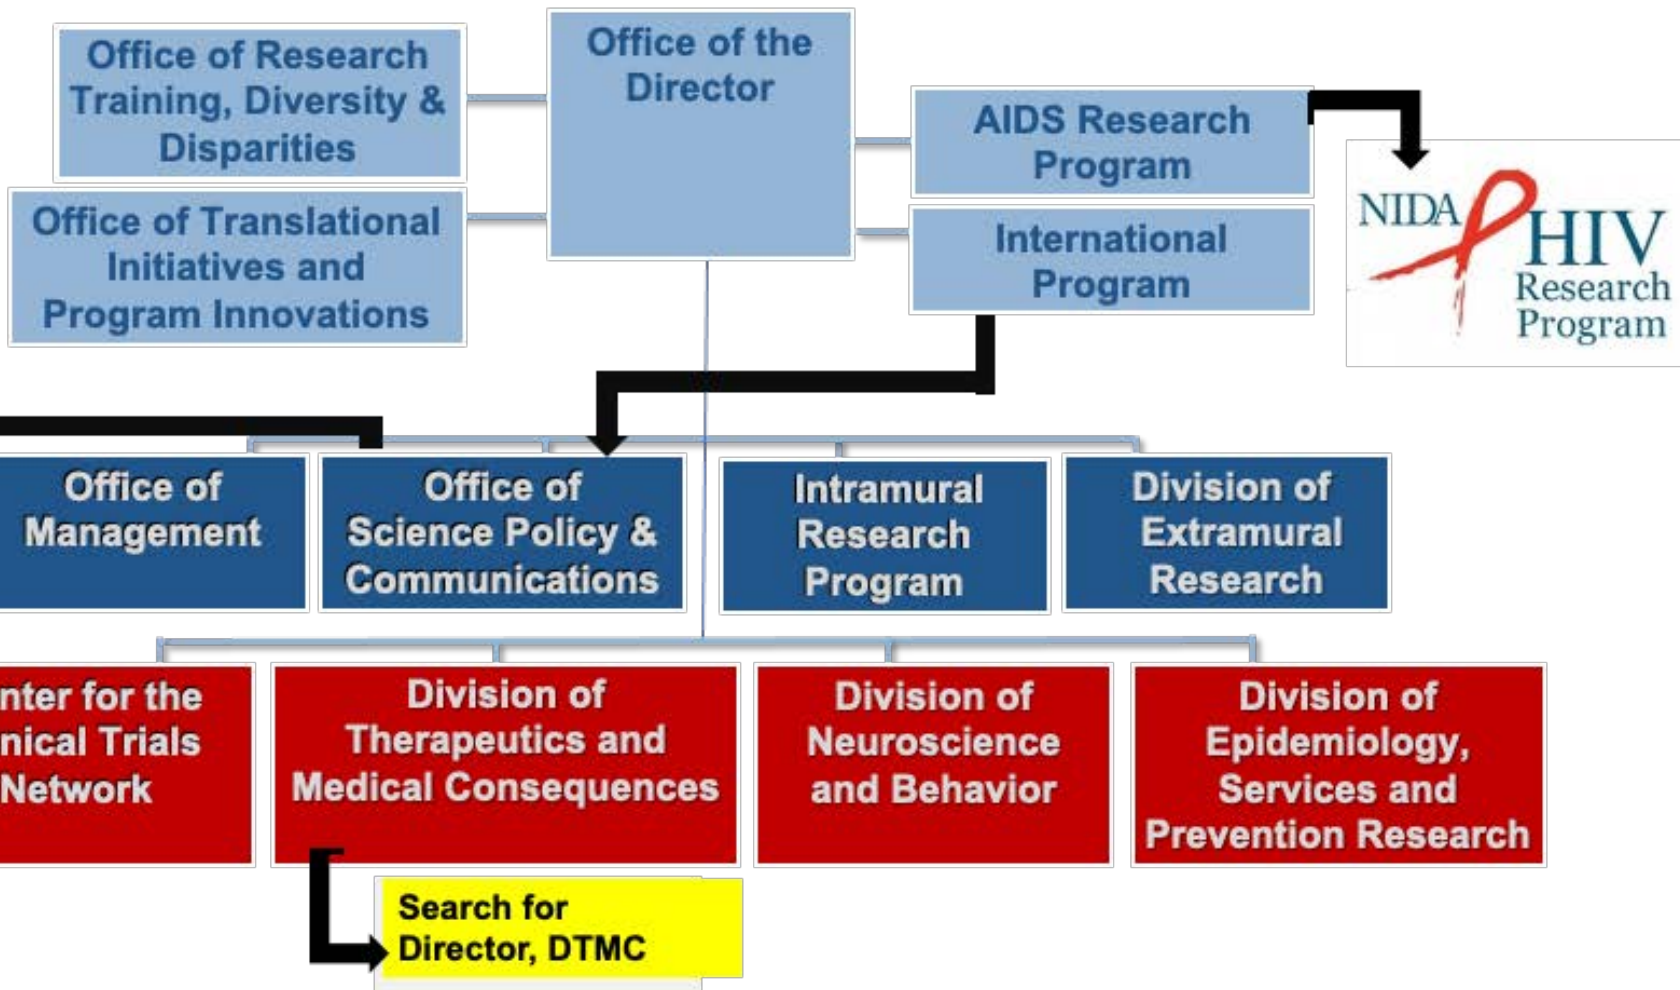 Office of Research
Training, Diversity &
Disparities
Office of the
Director
AIDS Research
Program
Office of Translational
Initiatives and
Program Innovations
International
Program
NIDA
HIV
Research
Program
Office of
Management
Office of
Science Policy &
Communications
Intramural
Research
Program
Division of
Extramural
Research
nter for the
nical Trials
Network
Division of
Therapeutics and
Medical Consequences
Division of
Neuroscience
and Behavior
Division of
Epidemiology,
Services and
Prevention Research
Search for
Director, DTMC